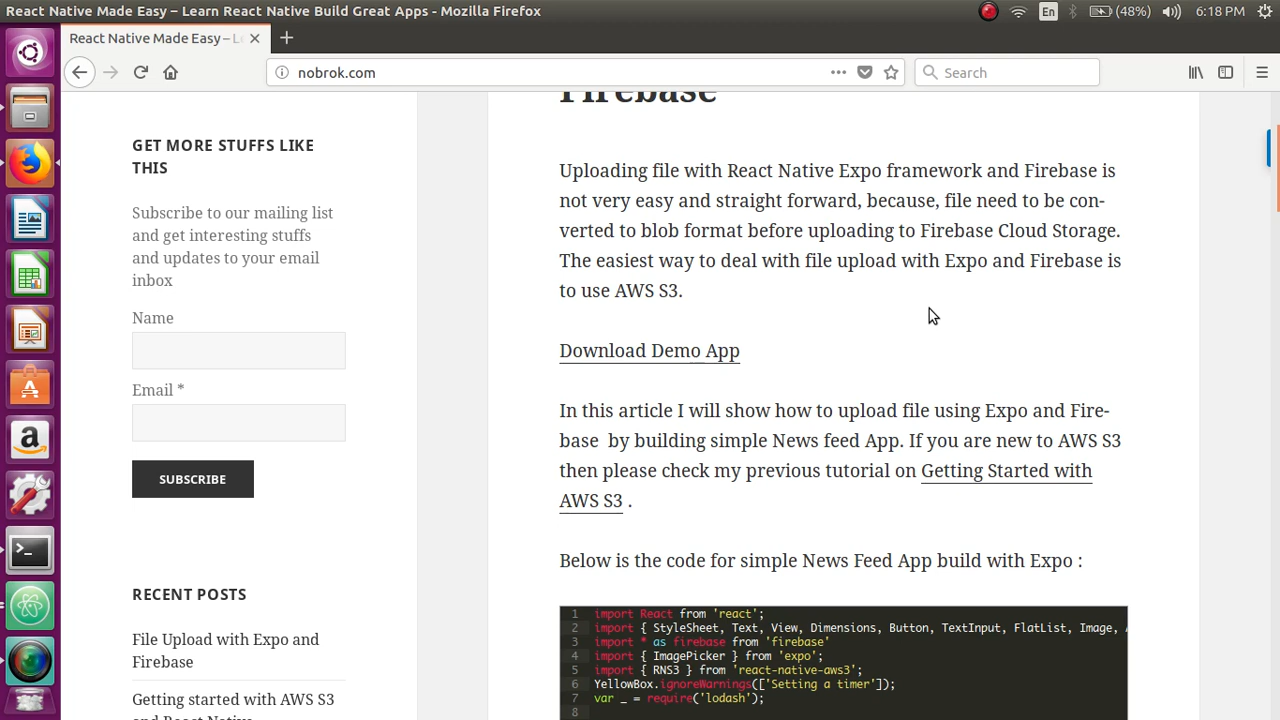 React Native Made Easy – Learn React Native Build Great Apps - Mozilla Firefox
En
(48%)
6:18 PM
React Native Made Easy – L
nobrok.com
Search
Firebase
GET MORE STUFFS LIKE
THIS
Subscribe to our mailing list
and get interesting stuffs
and updates to your email
inbox
Name
Email *
SUBSCRIBE
RECENT POSTS
File Upload with Expo and
Firebase
Getting started with AWS S3
and React Native
Uploading file with React Native Expo framework and Firebase is
not very easy and straight forward, because, file need to be con-
verted to blob format before uploading to Firebase Cloud Storage.
The easiest way to deal with file upload with Expo and Firebase is
to use AWS S3.
Download Demo App
In this article I will show how to upload file using Expo and Fire-
base by building simple News feed App. If you are new to AWS S3
then please check my previous tutorial on Getting Started with
AWS S3 .
Below is the code for simple News Feed App build with Expo :
1 import React from 'react';
2 import { StyleSheet, Text, View, Dimensions, Button, TextInput, FlatList, Image,
3 import * as firebase from 'firebase'
4 import { ImagePicker } from 'expo';
5 import { RNS3 } from 'react-native-aws3';
6 YellowBox.ignoreWarnings(['Setting a timer']);
7 var _ = require('lodash');
8